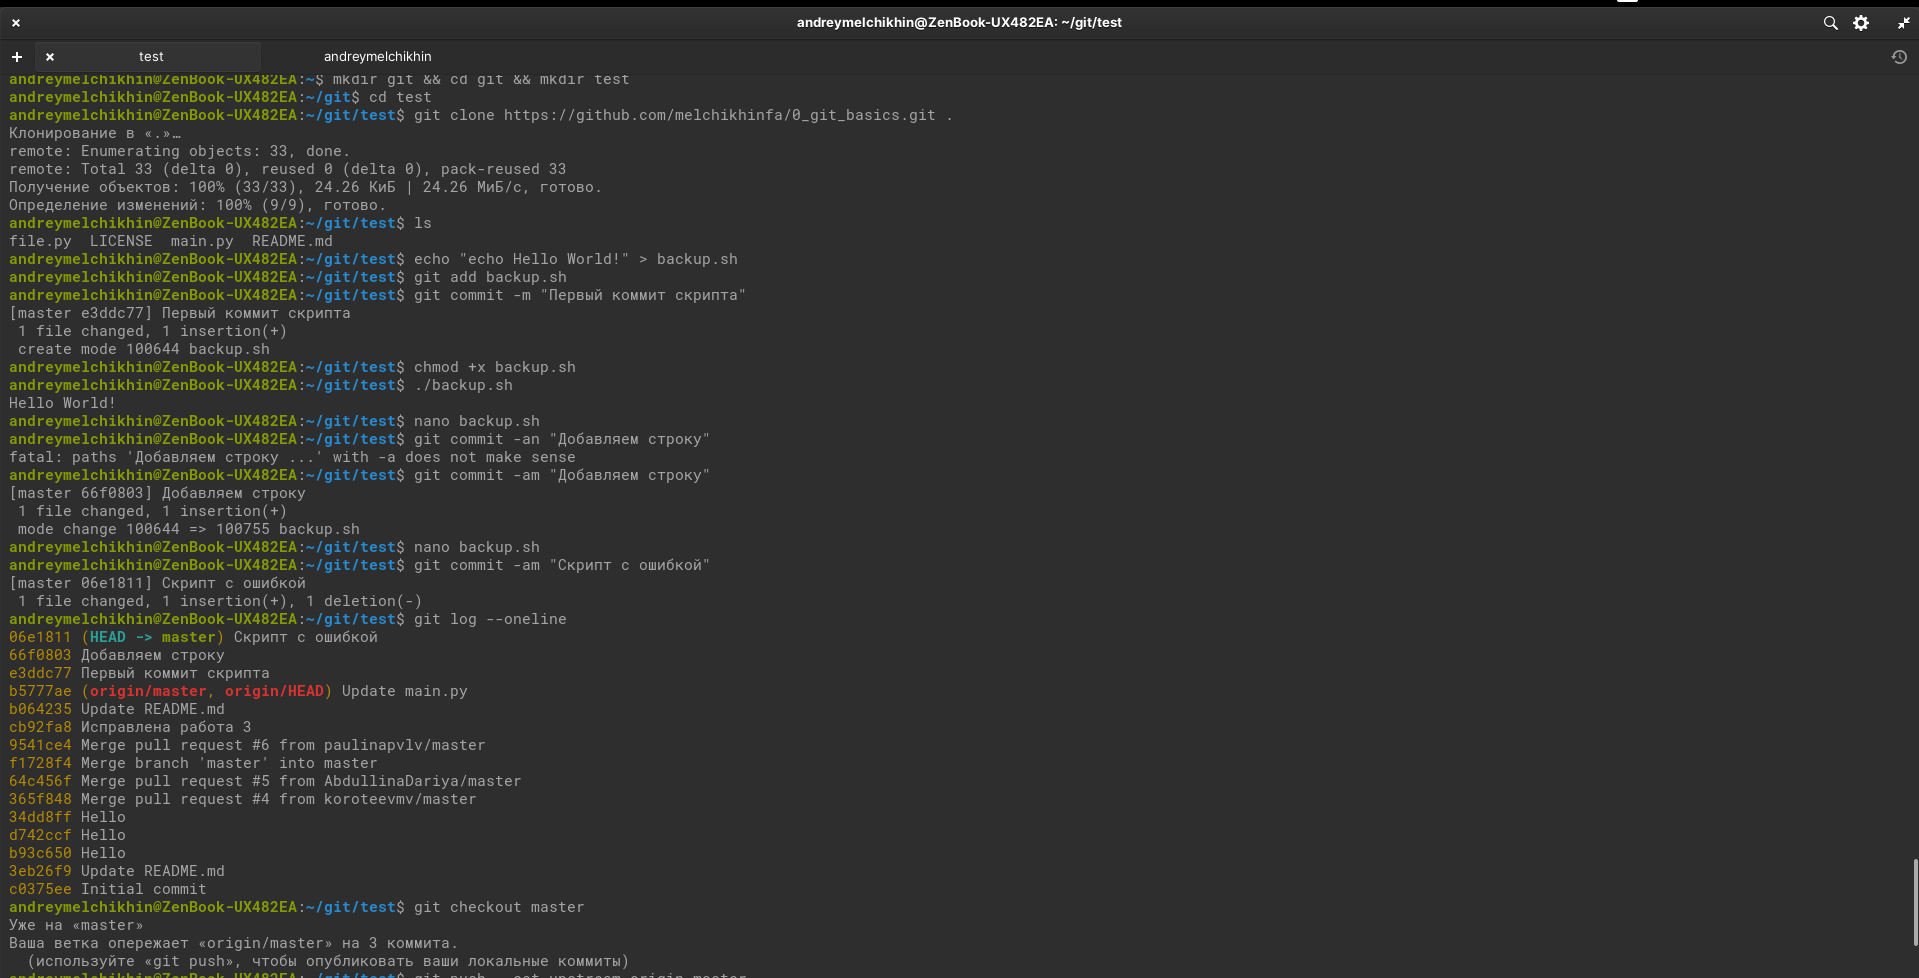 andreymelchikhin@ZenBook-UX482EA: ~/git/test
test
andreymelchikhin
andreymelchikhin@ZenBook-UX482EA:~$ mkdir git && cd git && mkdir test
andreymelchikhin@ZenBook-UX482EA:~/git$ cd test
andreymelchikhin@ZenBook-UX482EA:~/git/test$ git clone https://github.com/melchikhinfa/0_git_basics.git .
Клонирование в «.»…
remote: Enumerating objects: 33, done.
remote: Total 33 (delta 0), reused 0 (delta 0), pack-reused 33
Получение объектов: 100% (33/33), 24.26 КиБ | 24.26 МиБ/с, готово.
Определение изменений: 100% (9/9), готово.
andreymelchikhin@ZenBook-UX482EA:~/git/test$ ls
file.py  LICENSE  main.py  README.md
andreymelchikhin@ZenBook-UX482EA:~/git/test$ echo "echo Hello World!" > backup.sh
andreymelchikhin@ZenBook-UX482EA:~/git/test$ git add backup.sh
andreymelchikhin@ZenBook-UX482EA:~/git/test$ git commit -m "Первый коммит скрипта"
[master e3ddc77] Первый коммит скрипта
 1 file changed, 1 insertion(+)
 create mode 100644 backup.sh
andreymelchikhin@ZenBook-UX482EA:~/git/test$ chmod +x backup.sh
andreymelchikhin@ZenBook-UX482EA:~/git/test$ ./backup.sh
Hello World!
andreymelchikhin@ZenBook-UX482EA:~/git/test$ nano backup.sh
andreymelchikhin@ZenBook-UX482EA:~/git/test$ git commit -an "Добавляем строку"
fatal: paths 'Добавляем строку ...' with -a does not make sense
andreymelchikhin@ZenBook-UX482EA:~/git/test$ git commit -am "Добавляем строку"
[master 66f0803] Добавляем строку
 1 file changed, 1 insertion(+)
 mode change 100644 => 100755 backup.sh
andreymelchikhin@ZenBook-UX482EA:~/git/test$ nano backup.sh
andreymelchikhin@ZenBook-UX482EA:~/git/test$ git commit -am "Скрипт с ошибкой"
[master 06e1811] Скрипт с ошибкой
 1 file changed, 1 insertion(+), 1 deletion(-)
andreymelchikhin@ZenBook-UX482EA:~/git/test$ git log --oneline
06e1811 (HEAD -> master) Скрипт с ошибкой
66f0803 Добавляем строку
e3ddc77 Первый коммит скрипта
b5777ae (origin/master, origin/HEAD) Update main.py
b064235 Update README.md
cb92fa8 Исправлена работа 3
9541ce4 Merge pull request #6 from paulinapvlv/master
f1728f4 Merge branch 'master' into master
64c456f Merge pull request #5 from AbdullinaDariya/master
365f848 Merge pull request #4 from koroteevmv/master
34dd8ff Hello
d742ccf Hello
b93c650 Hello
3eb26f9 Update README.md
c0375ee Initial commit
andreymelchikhin@ZenBook-UX482EA:~/git/test$ git checkout master
Уже на «master»
Ваша ветка опережает «origin/master» на 3 коммита.
  (используйте «git push», чтобы опубликовать ваши локальные коммиты)
andreymelchikhin@ZenBook-UX482EA:~/git/test$ git push --set-upstream origin master